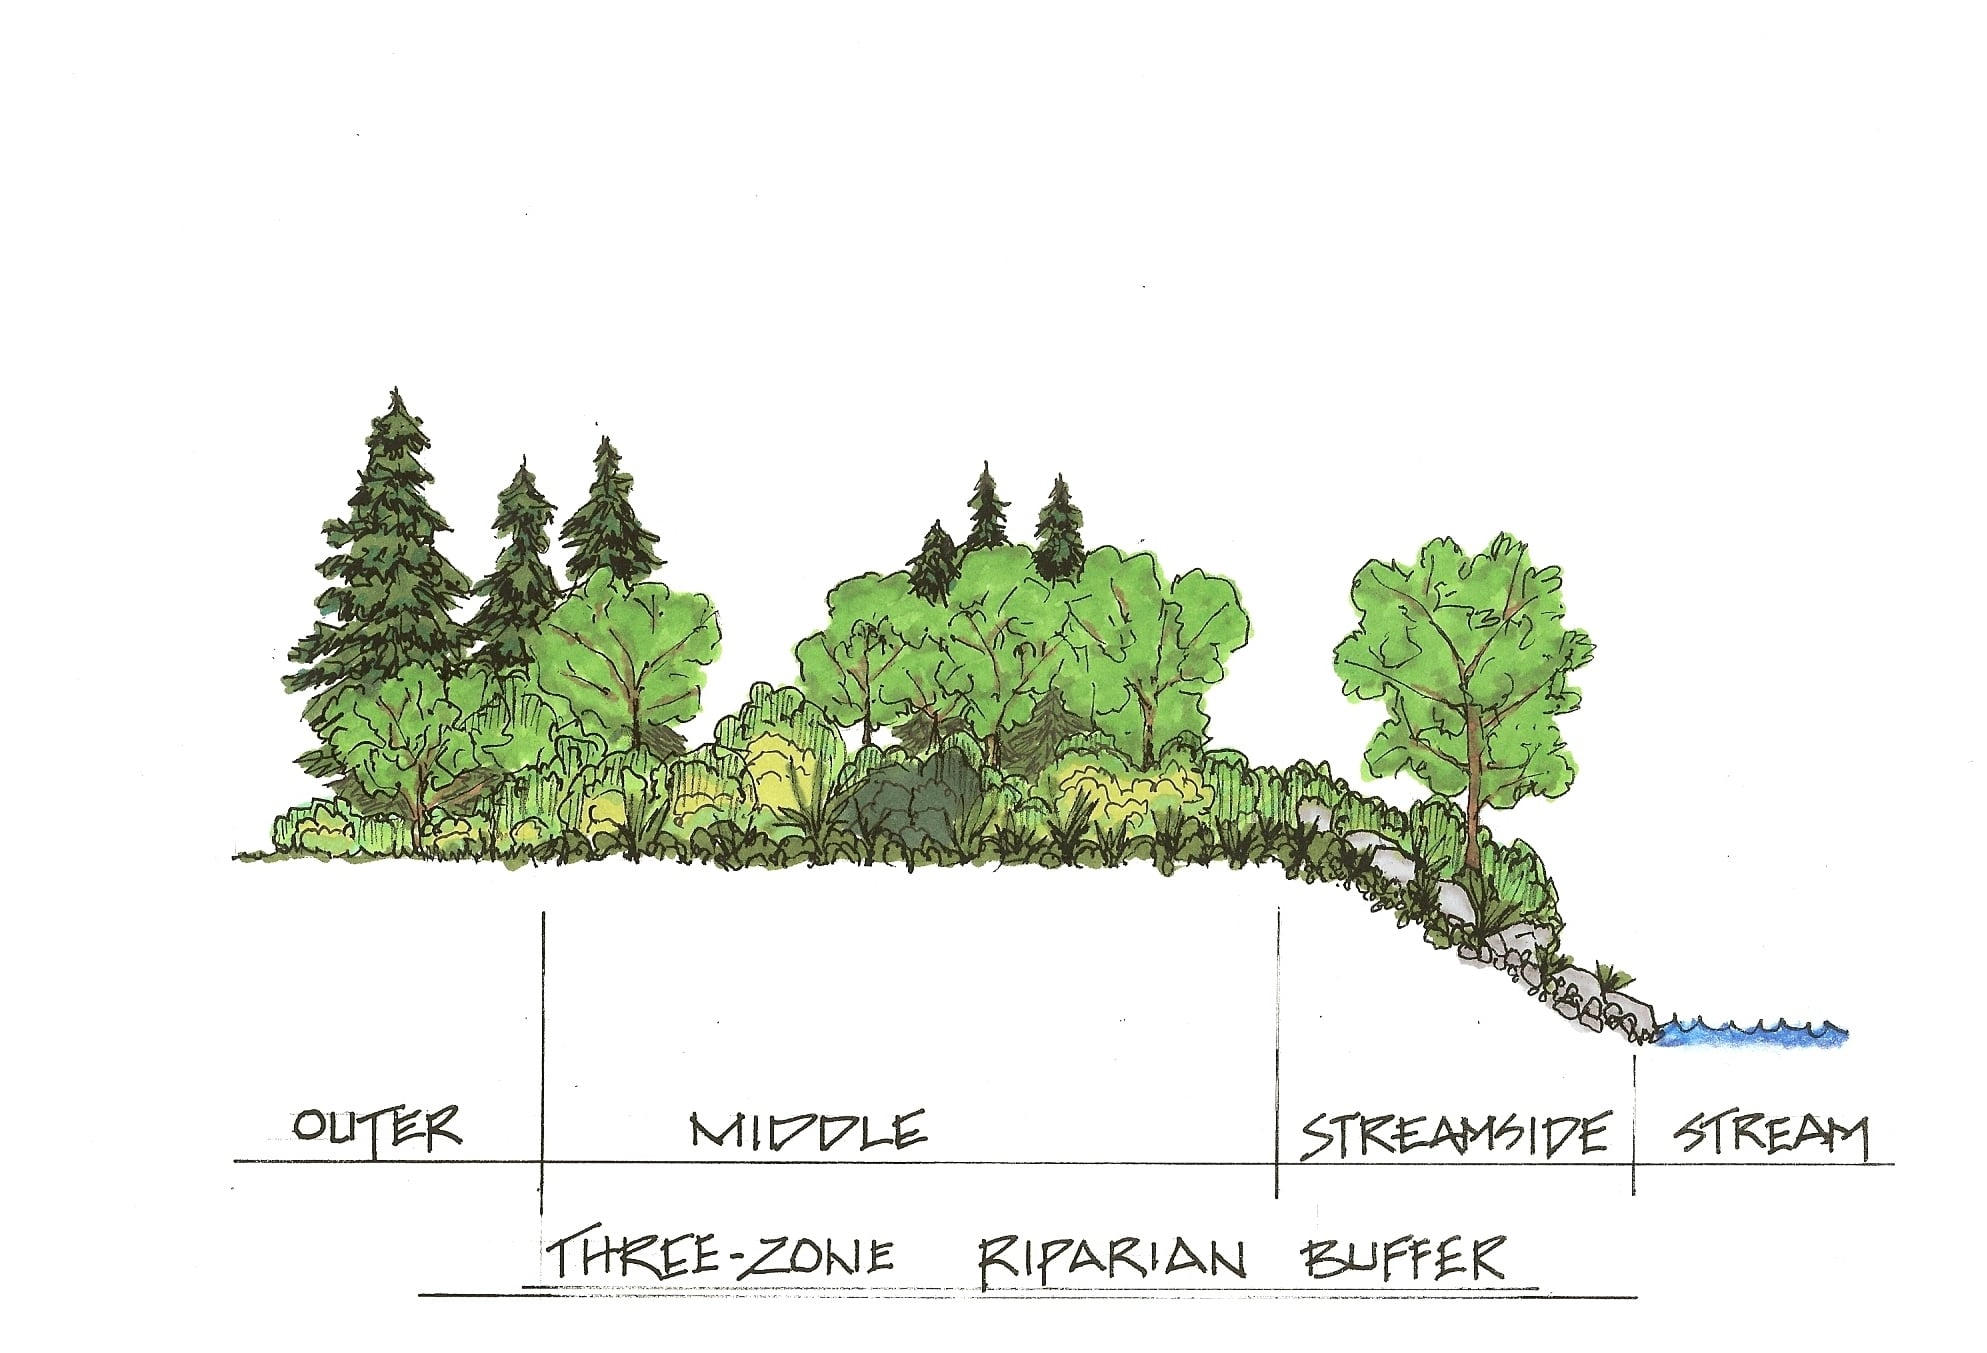 OUTER MIDDLE STREAMSIDE STREAM
THREE-ZONE RIPARIAN BUFFER